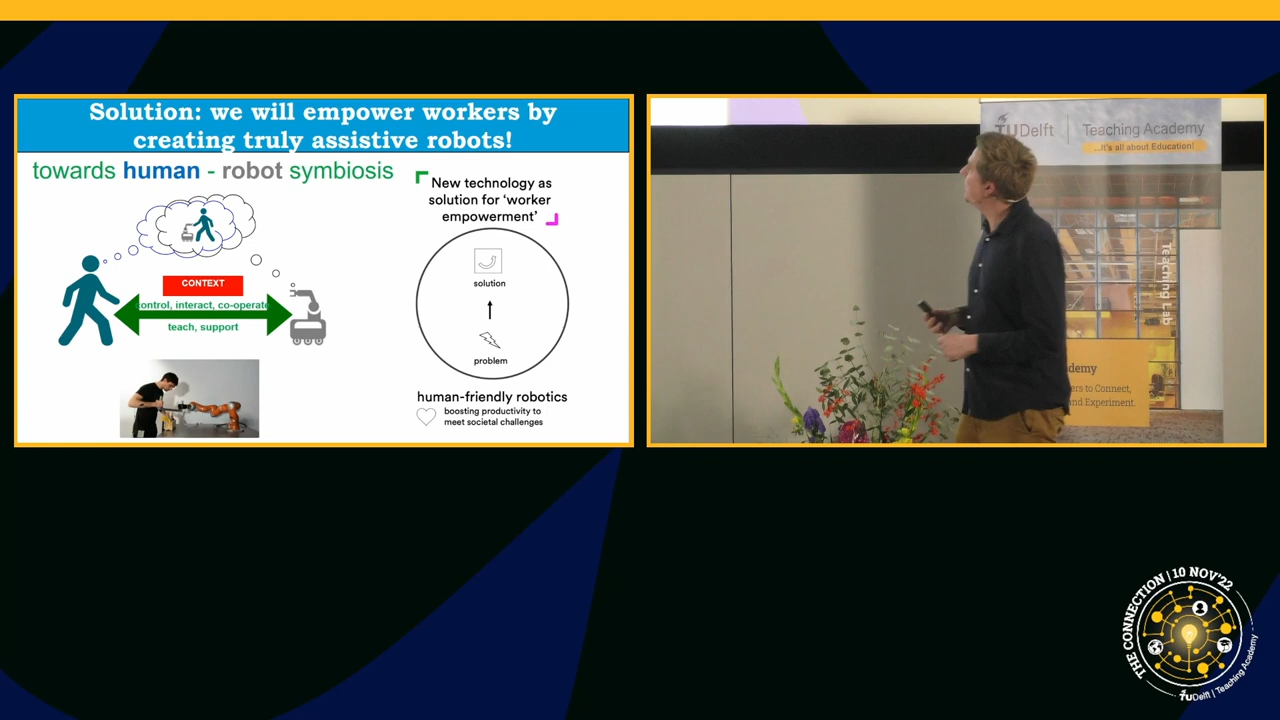 Solution: we will empower workers by
creating truly assistive robots!
towards human - robot symbiosis
CONTEXT
control, interact, co-operate
teach, support
New technology as
solution for ‘worker
empowerment’
solution
problem
human-friendly robotics
boosting productivity to
meet societal challenges
TUDelft | Teaching Academy
...It's all about Education!
Teaching Lab
ademy
ers to Connect,
and Experiment.
THE CONNECTION | 10 NOV'22
TUDelft | Teaching Academy